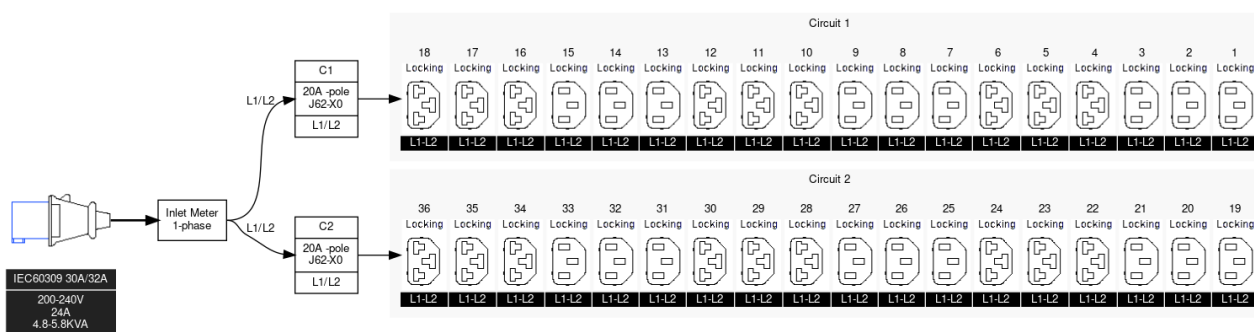 Circuit 1
18 17 16 15 14 13 12 11 10 9 8 7 6 5 4 3 2 1
Locking Locking Locking Locking Locking Locking Locking Locking Locking Locking Locking Locking Locking Locking Locking Locking Locking Locking
L1-L2 L1-L2 L1-L2 L1-L2 L1-L2 L1-L2 L1-L2 L1-L2 L1-L2 L1-L2 L1-L2 L1-L2 L1-L2 L1-L2 L1-L2 L1-L2 L1-L2 L1-L2
C1
20A -pole
J62-X0
L1/L2
L1/L2
Circuit 2
36 35 34 33 32 31 30 29 28 27 26 25 24 23 22 21 20 19
Locking Locking Locking Locking Locking Locking Locking Locking Locking Locking Locking Locking Locking Locking Locking Locking Locking Locking
L1-L2 L1-L2 L1-L2 L1-L2 L1-L2 L1-L2 L1-L2 L1-L2 L1-L2 L1-L2 L1-L2 L1-L2 L1-L2 L1-L2 L1-L2 L1-L2 L1-L2 L1-L2
C2
20A -pole
J62-X0
L1/L2
L1/L2
Inlet Meter
1-phase
IEC60309 30A/32A
200-240V
24A
4.8-5.8KVA